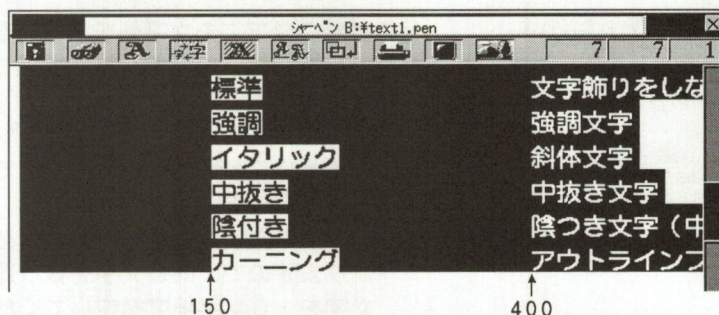 シャーペン B:¥text1.pen
7 7 1
標準 文字飾りをしな
強調 強調文字
イタリック 斜体文字
中抜き 中抜き文字
陰付き 陰つき文字（中
カーニング アウトラインフ
150 400